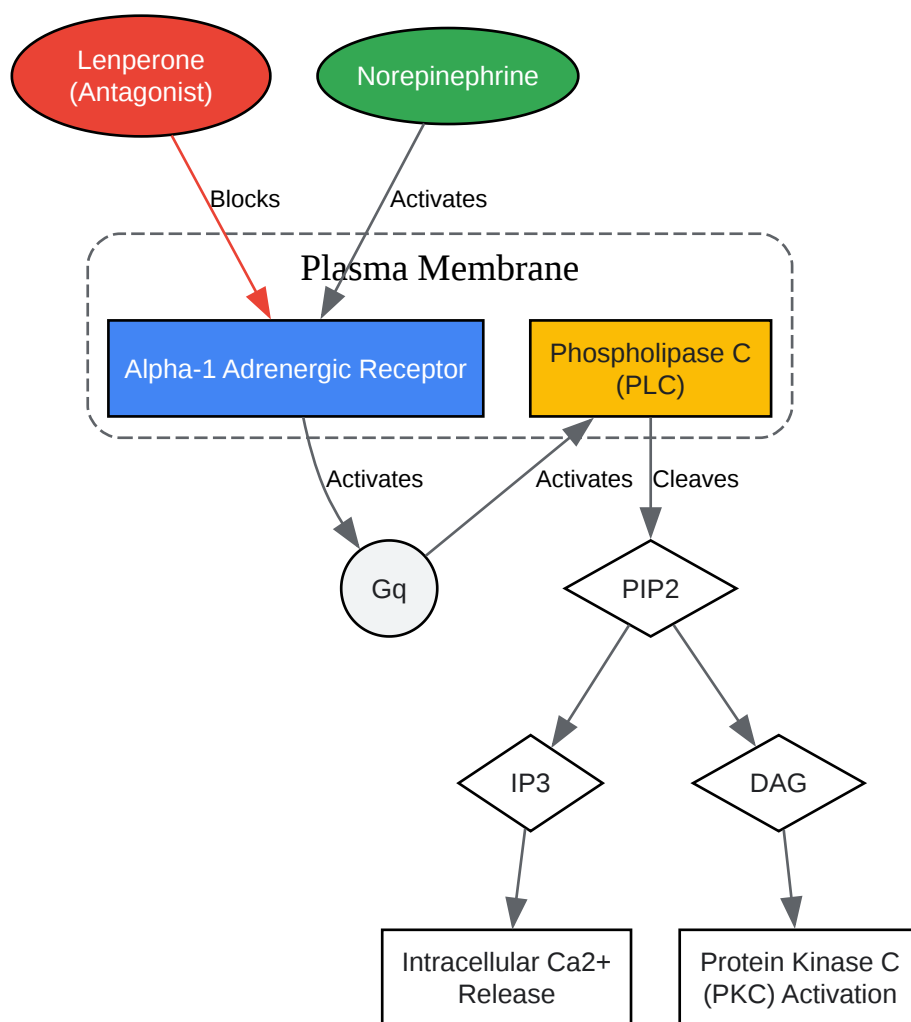 Lenperone
(Antagonist)
Norepinephrine
Blocks
Activates
Plasma Membrane
Alpha-1 Adrenergic Receptor
Phospholipase C
(PLC)
Activates
Activates
Cleaves
Gq
PIP2
IP3
DAG
Intracellular Ca2+
Release
Protein Kinase C
(PKC) Activation